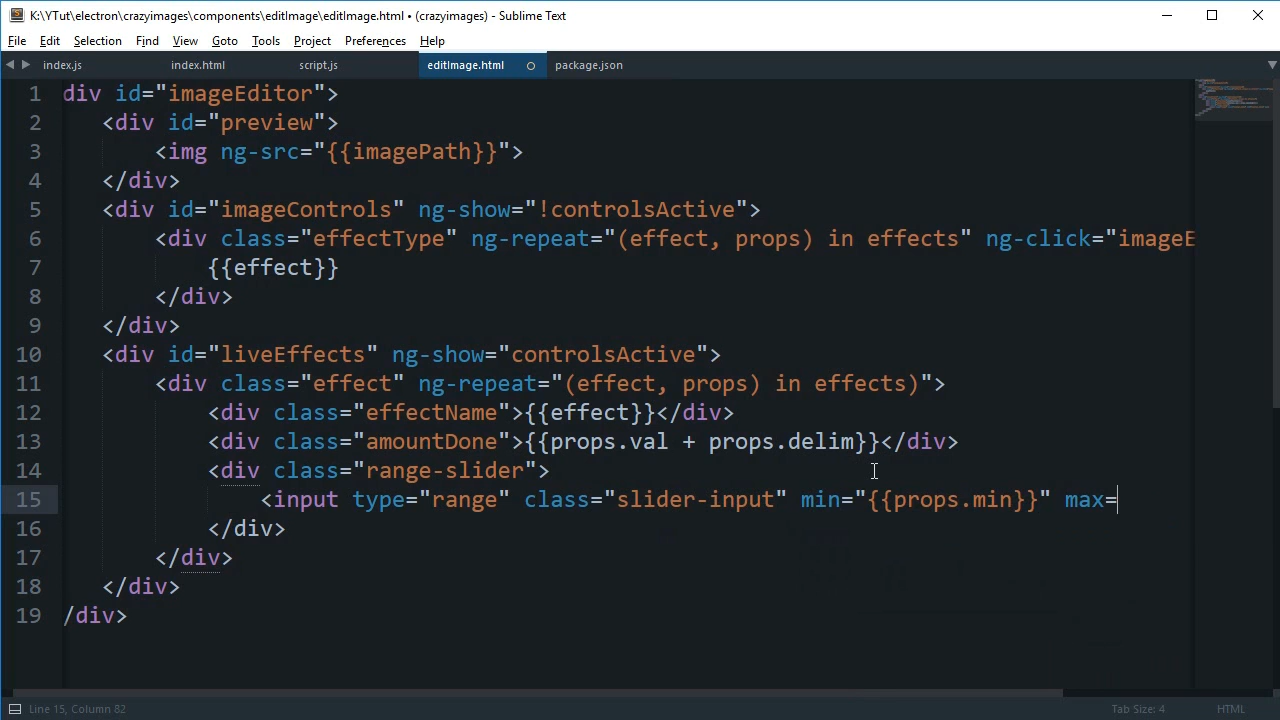 K:\YTut\electron\crazyimages\components\editImage\editImage.html • (crazyimages) - Sublime Text
File Edit Selection Find View Goto Tools Project Preferences Help
index.js index.html script.js editImage.html package.json
1 div id="imageEditor">
2 <div id="preview">
3 <img ng-src="{{imagePath}}">
4 </div>
5 <div id="imageControls" ng-show="!controlsActive">
6 <div class="effectType" ng-repeat="(effect, props) in effects" ng-click="imageE
7 {{effect}}
8 </div>
9 </div>
10 <div id="liveEffects" ng-show="controlsActive">
11 <div class="effect" ng-repeat="(effect, props) in effects)">
12 <div class="effectName">{{effect}}</div>
13 <div class="amountDone">{{props.val + props.delim}}</div>
14 <div class="range-slider">
15 <input type="range" class="slider-input" min="{{props.min}}" max=
16 </div>
17 </div>
18 </div>
19 /div>
Line 15, Column 82 Tab Size: 4 HTML